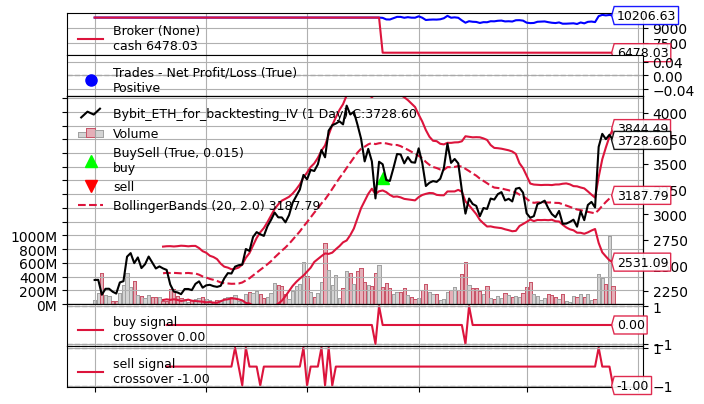 Broker (None)
cash 6478.03
10206.63
9000
6478.03
Trades - Net Profit/Loss (True)
Positive
0.04
0.00
−0.04
Bybit_ETH_for_backtesting_IV (1 Day) C:3728.60
Volume
BuySell (True, 0.015)
buy
sell
BollingerBands (20, 2.0) 3187.79
4000
3844.49
3728.60
3500
3187.79
3000
2750
2531.09
2250
1000M
800M
600M
400M
200M
0M
buy signal
crossover 0.00
1
0.00
−1
sell signal
crossover -1.00
1
-1.00
−1